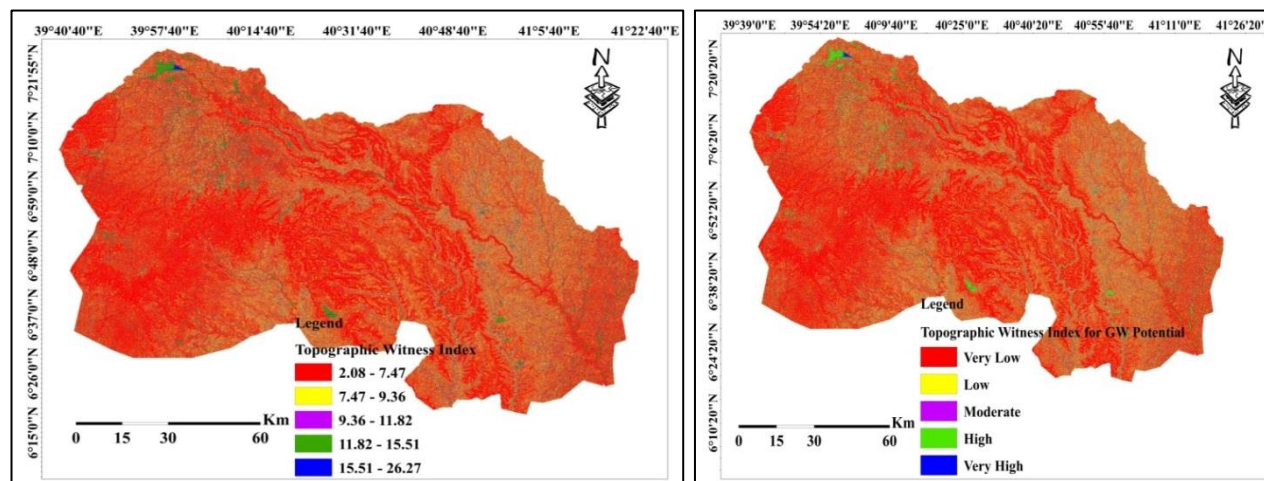 39°40'40"E 39°57'40"E 40°14'40"E 40°31'40"E 40°48'40"E 41°5'40"E 41°22'40"E
7°21'55"N
7°10'0"N
6°59'0"N
6°48'0"N
6°37'0"N
6°26'0"N
6°15'0"N
N
Legend
Topographic Witness Index
2.08 - 7.47
7.47 - 9.36
9.36 - 11.82
11.82 - 15.51
15.51 - 26.27
Km
0 15 30 60
39°39'0"E 39°54'20"E 40°9'40"E 40°25'0"E 40°40'20"E 40°55'40"E 41°11'0"E 41°26'20"E
7°20'20"N
7°6'20"N
6°52'20"N
6°38'20"N
6°24'20"N
6°10'20"N
N
Legend
Topographic Witness Index for GW Potential
Very Low
Low
Moderate
High
Very High
Km
0 15 30 60